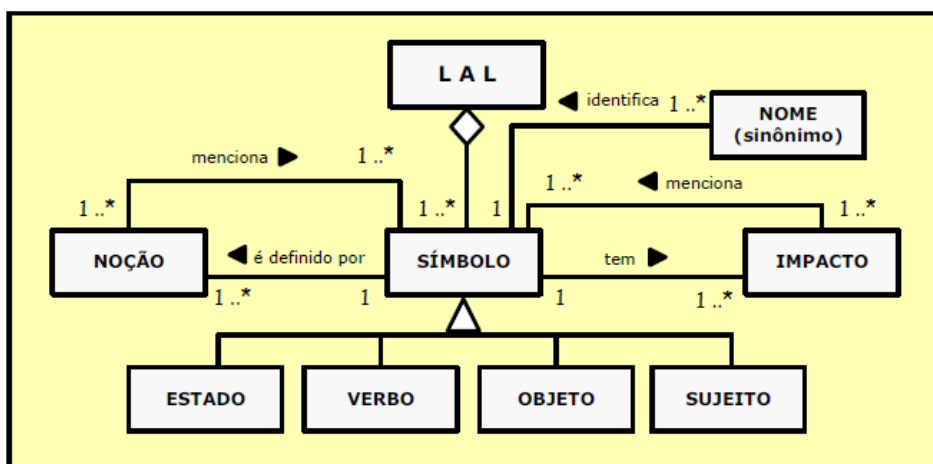 L A L
identifica
1 ..*
NOME
(sinônimo)
menciona
1 ..*
1 ..*
menciona
1 ..*
1 ..*
1
1 ..*
NOÇÃO
é definido por
SÍMBOLO
tem
IMPACTO
1 ..*
1
1
1 ..*
ESTADO
VERBO
OBJETO
SUJEITO